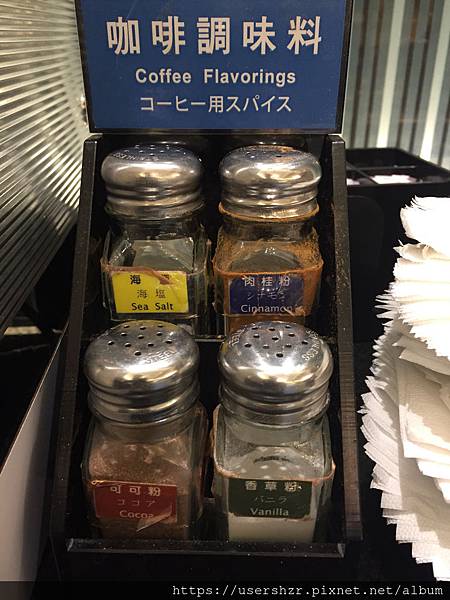 咖啡調味料
Coffee Flavorings
コーヒー用スパイス
海 鹽
海 塩
Sea Salt
肉桂粉
シナモン
Cinnamon
可可粉
ココア
Cocoa
香草粉
バニラ
Vanilla
https://usershzr.pixnet.net/album